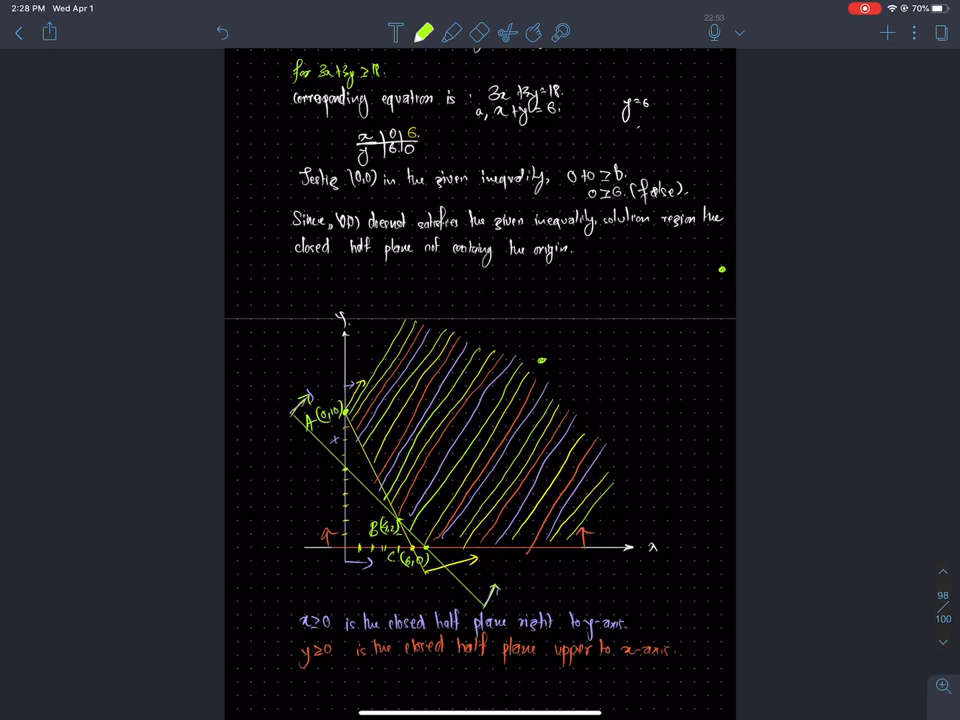 2:28 PM Wed Apr 1
70%
22:53
for 3x+3y ≥ 18.
corresponding equation is : 3x + 3y = 18.
a, x + y = 6.
y = 6
x | 0 | 6.
y | 6 | 0
Testing (0,0) in the given inequality, 0 + 0 ≥ 6.
0 ≥ 6. (false).
Since, (0,0) doesnot satisfies the given inequality, solution region the
closed half plane not containing the origin.
y
A(0,10)
B(4,2)
C(6,0)
x
x≥0 is the closed half plane right to y-axis.
y≥0 is the closed half plane upper to x-axis.
98
100